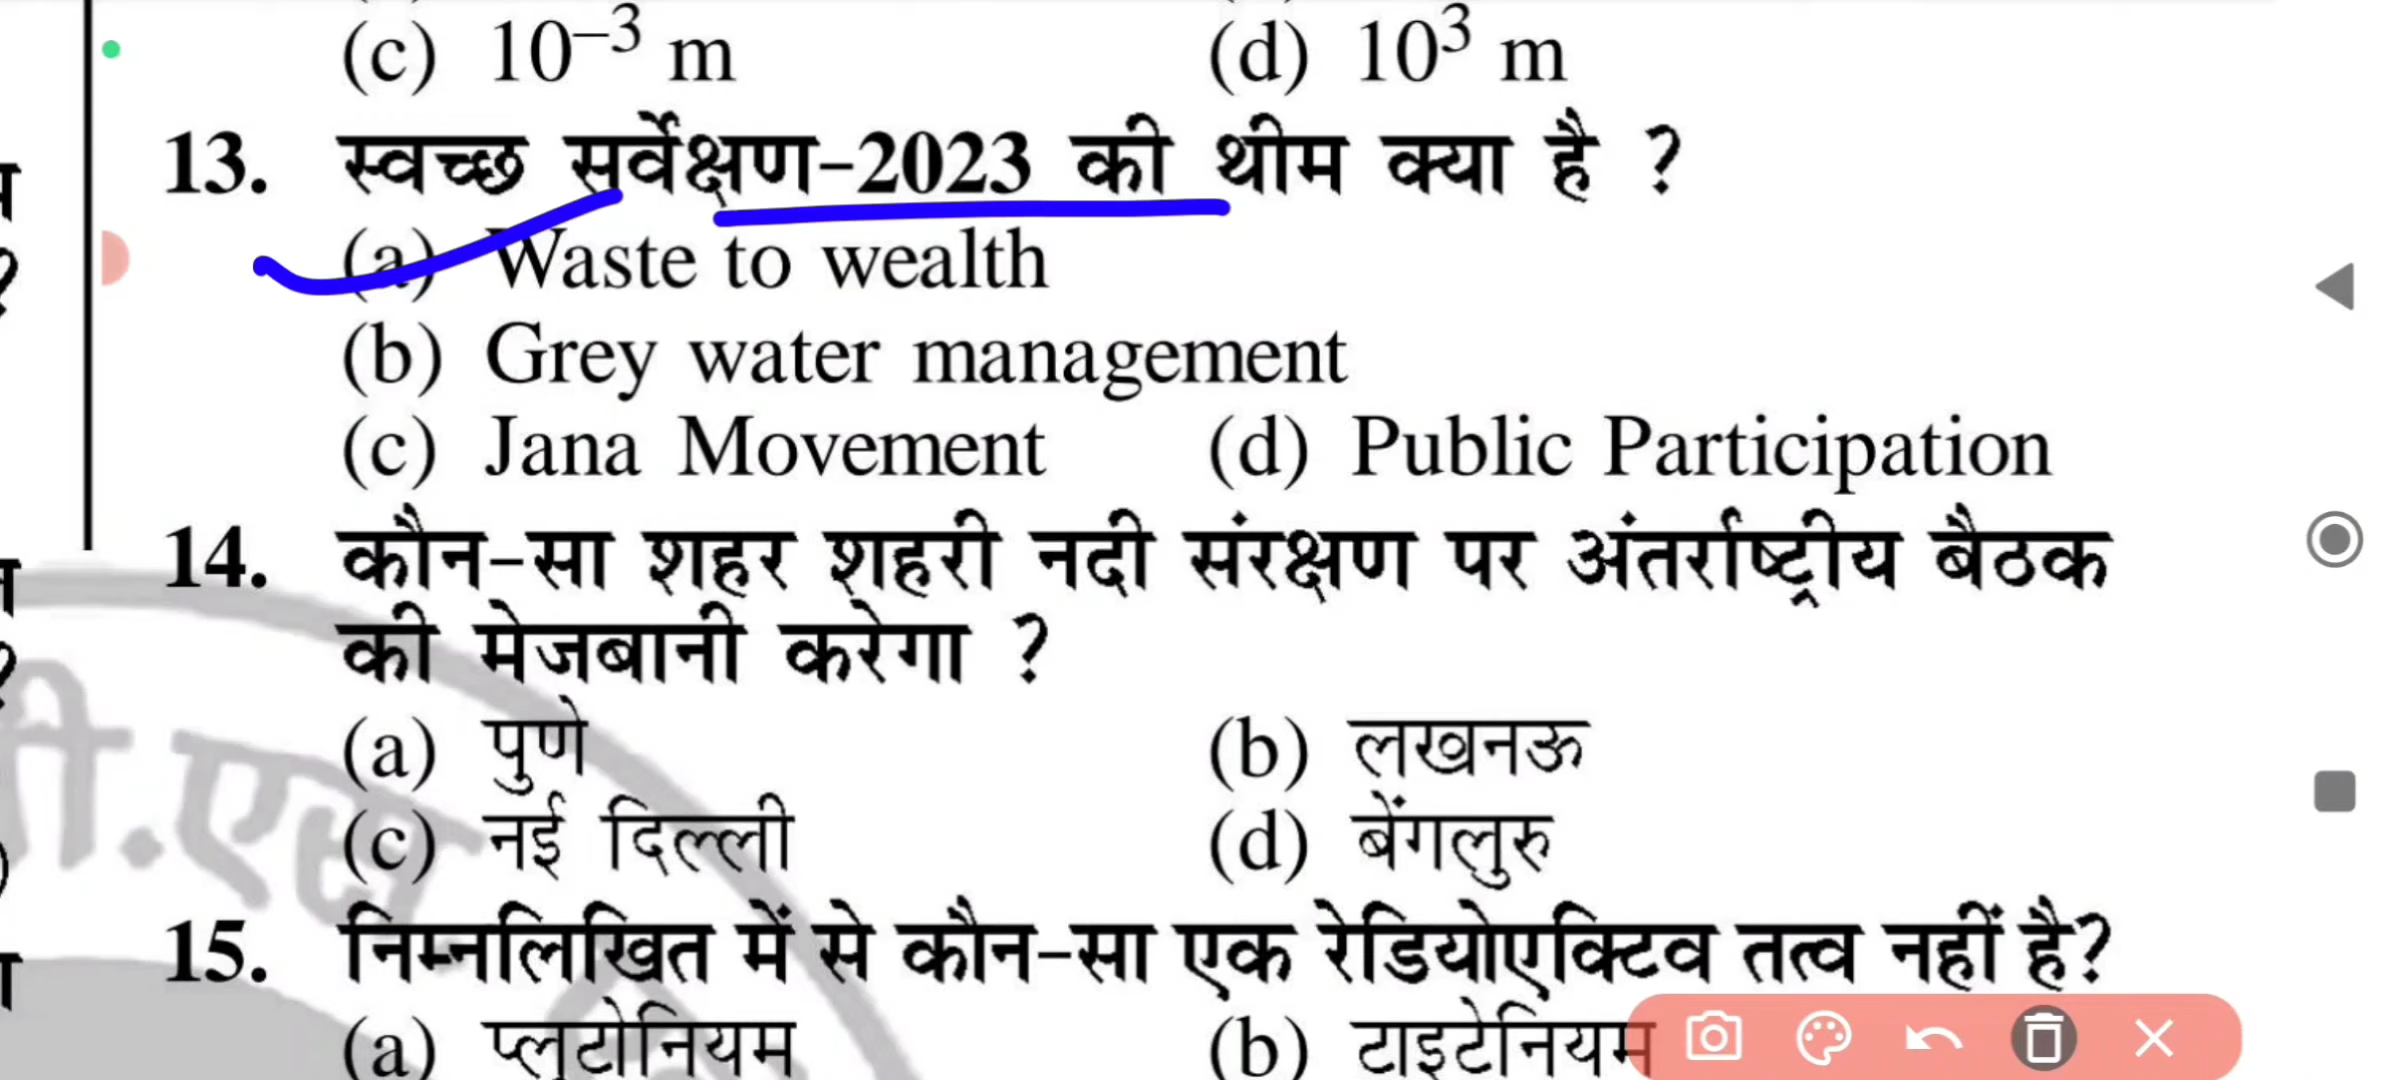 (c) 10⁻³ m (d) 10³ m
13. स्वच्छ सर्वेक्षण-2023 की थीम क्या है ?
(a) Waste to wealth
(b) Grey water management
(c) Jana Movement (d) Public Participation
14. कौन-सा शहर शहरी नदी संरक्षण पर अंतर्राष्ट्रीय बैठक
की मेजबानी करेगा ?
(a) पुणे (b) लखनऊ
(c) नई दिल्ली (d) बेंगलुरु
15. निम्नलिखित में से कौन-सा एक रेडियोएक्टिव तत्व नहीं है?
(a) प्लूटोनियम (b) टाइटेनियम